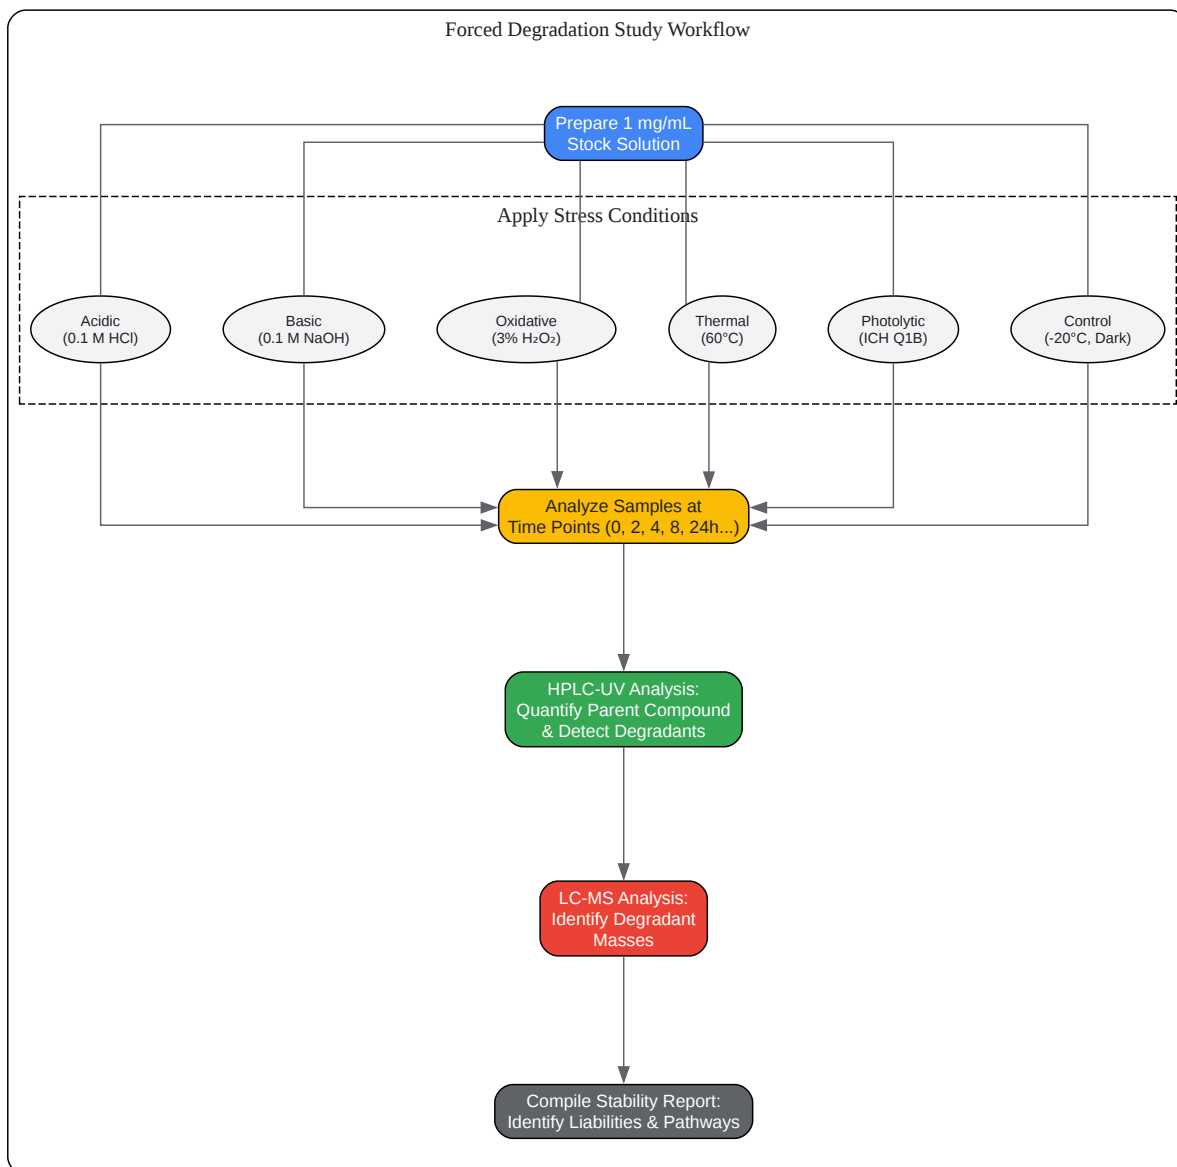 Forced Degradation Study Workflow
Prepare 1 mg/mL
Stock Solution
Apply Stress Conditions
Acidic
(0.1 M HCl)
Basic
(0.1 M NaOH)
Oxidative
(3% H₂O₂)
Thermal
(60°C)
Photolytic
(ICH Q1B)
Control
(-20°C, Dark)
Analyze Samples at
Time Points (0, 2, 4, 8, 24h...)
HPLC-UV Analysis:
Quantify Parent Compound
& Detect Degradants
LC-MS Analysis:
Identify Degradant
Masses
Compile Stability Report:
Identify Liabilities & Pathways